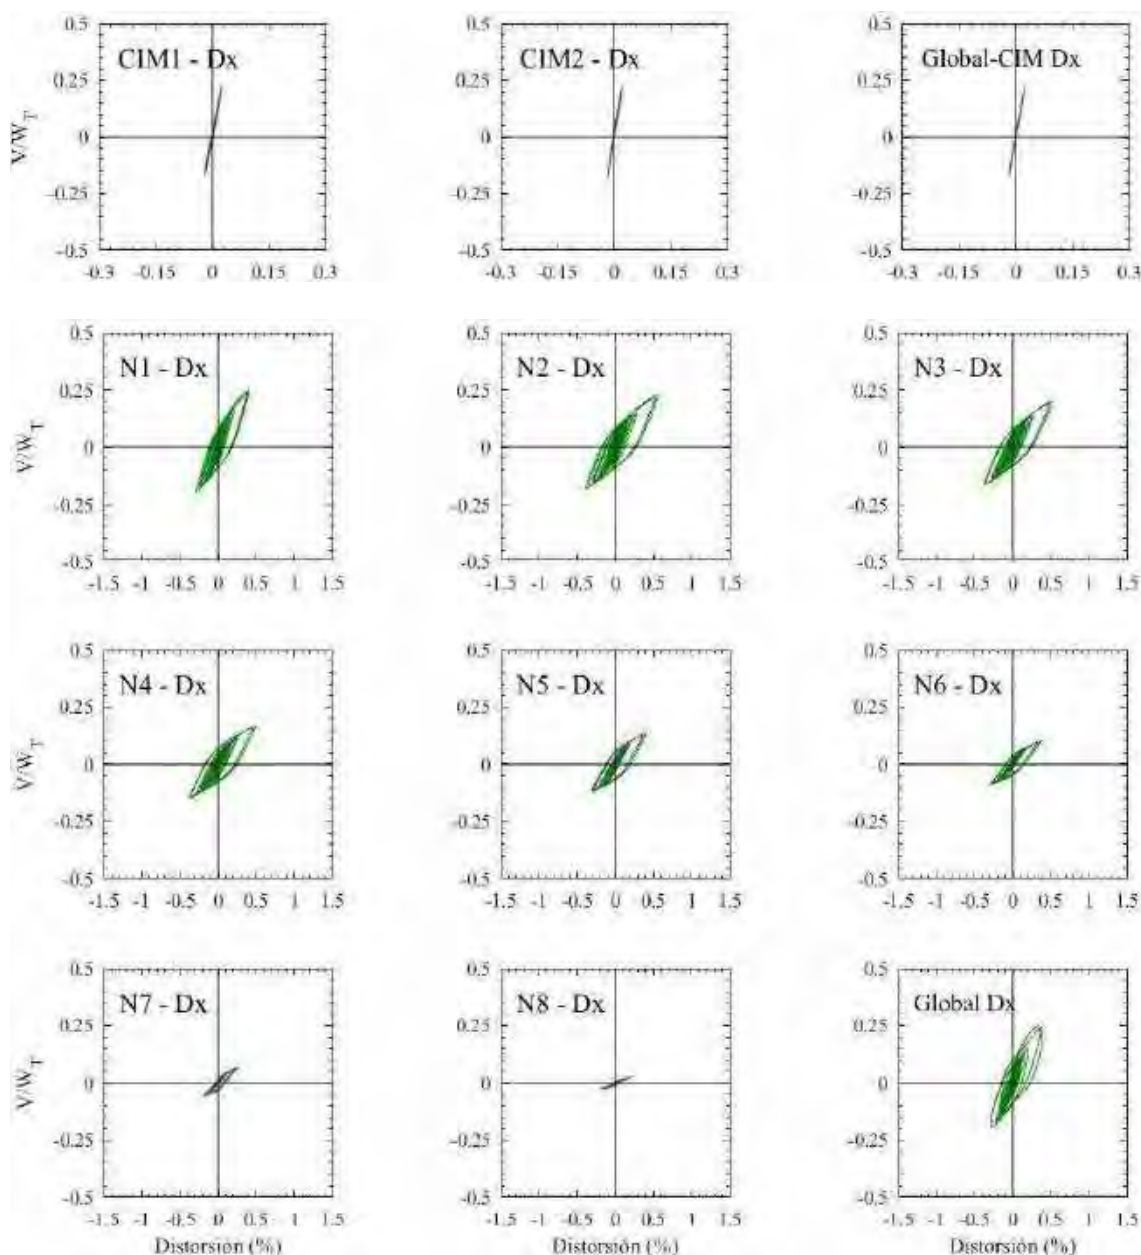 CIM1 - Dx
CIM2 - Dx
Global-CIM Dx
V/W_T
0.5 0.25 0 -0.25 -0.5
0.5 0.25 0 -0.25 -0.5
0.5 0.25 0 -0.25 -0.5
-0.3 -0.15 0 0.15 0.3
-0.3 -0.15 0 0.15 0.3
-0.3 -0.15 0 0.15 0.3
N1 - Dx
N2 - Dx
N3 - Dx
V/W_T
0.5 0.25 0 -0.25 -0.5
0.5 0.25 0 -0.25 -0.5
0.5 0.25 0 -0.25 -0.5
-1.5 -1 -0.5 0 0.5 1 1.5
-1.5 -1 -0.5 0 0.5 1 1.5
-1.5 -1 -0.5 0 0.5 1 1.5
N4 - Dx
N5 - Dx
N6 - Dx
V/W_T
0.5 0.25 0 -0.25 -0.5
0.5 0.25 0 -0.25 -0.5
0.5 0.25 0 -0.25 -0.5
-1.5 -1 -0.5 0 0.5 1 1.5
-1.5 -1 -0.5 0 0.5 1 1.5
-1.5 -1 -0.5 0 0.5 1 1.5
N7 - Dx
N8 - Dx
Global Dx
V/W_T
0.5 0.25 0 -0.25 -0.5
0.5 0.25 0 -0.25 -0.5
0.5 0.25 0 -0.25 -0.5
-1.5 -1 -0.5 0 0.5 1 1.5
-1.5 -1 -0.5 0 0.5 1 1.5
-1.5 -1 -0.5 0 0.5 1 1.5
Distorsión (%)
Distorsión (%)
Distorsión (%)